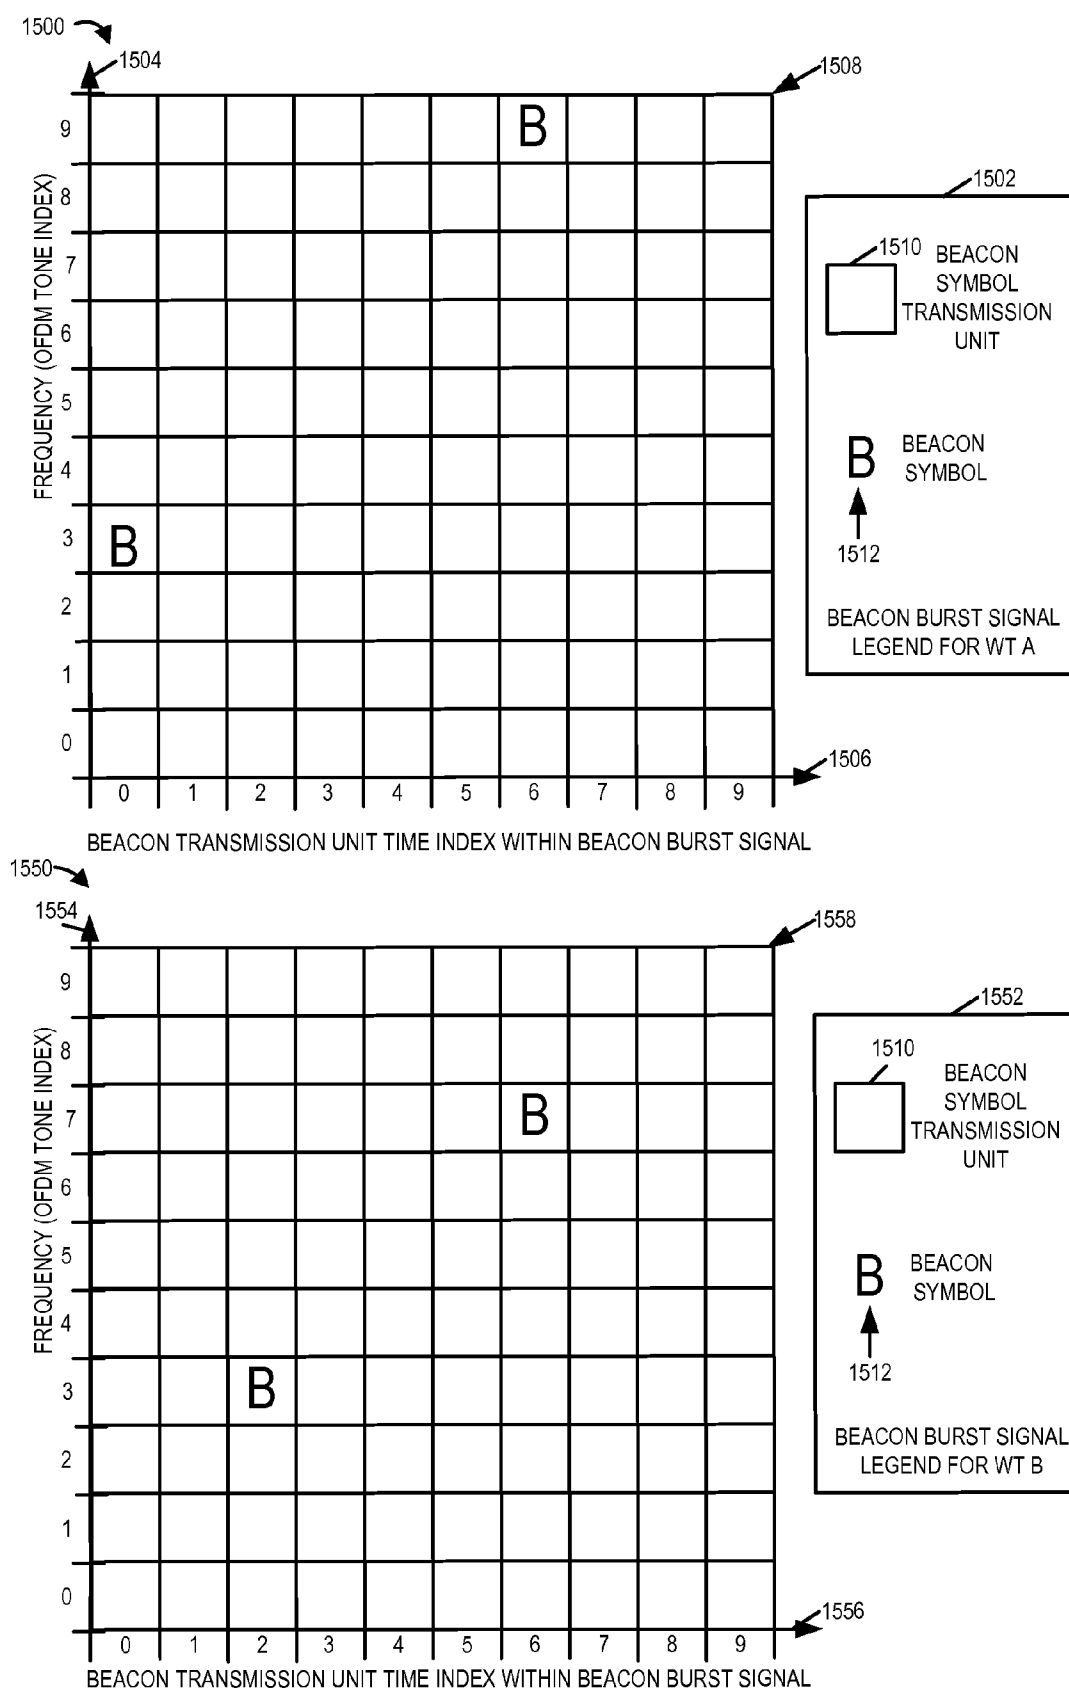 1500
1504
1508
9
8
7
6
5
4
3
2
1
0
FREQUENCY (OFDM TONE INDEX)
B
B
0 1 2 3 4 5 6 7 8 9
1506
BEACON TRANSMISSION UNIT TIME INDEX WITHIN BEACON BURST SIGNAL
1502
1510
BEACON
SYMBOL
TRANSMISSION
UNIT
B
BEACON
SYMBOL
1512
BEACON BURST SIGNAL
LEGEND FOR WT A
1550
1554
1558
9
8
7
6
5
4
3
2
1
0
FREQUENCY (OFDM TONE INDEX)
B
B
0 1 2 3 4 5 6 7 8 9
1556
BEACON TRANSMISSION UNIT TIME INDEX WITHIN BEACON BURST SIGNAL
1552
1510
BEACON
SYMBOL
TRANSMISSION
UNIT
B
BEACON
SYMBOL
1512
BEACON BURST SIGNAL
LEGEND FOR WT B